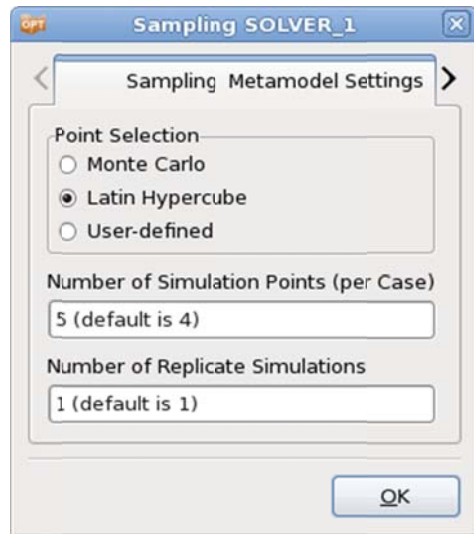 OPT
Sampling SOLVER_1
Sampling Metamodel Settings
Point Selection
Monte Carlo
Latin Hypercube
User-defined
Number of Simulation Points (per Case)
5 (default is 4)
Number of Replicate Simulations
1 (default is 1)
OK